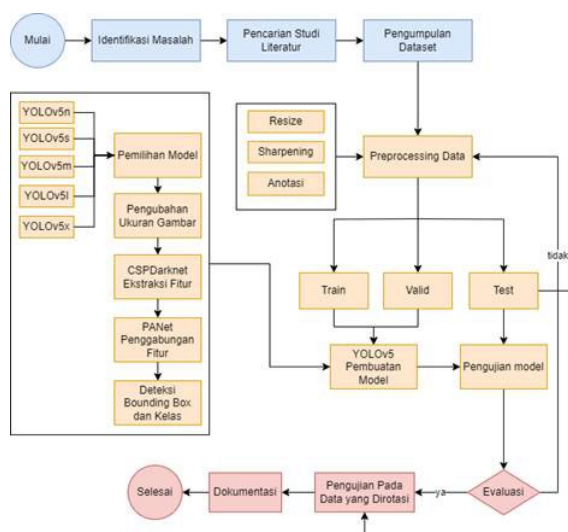 Mulai
Identifikasi Masalah
Pencarian Studi
Literatur
Pengumpulan
Dataset
YOLOv5n
YOLOv5s
YOLOv5m
YOLOv5l
YOLOv5x
Pemilihan Model
Pengubahan
Ukuran Gambar
CSPDarknet
Ekstraksi Fitur
PANet
Penggabungan
Fitur
Deteksi
Bounding Box
dan Kelas
Resize
Sharpening
Anotasi
Preprocessing Data
tidak
Train
Valid
Test
YOLOv5
Pembuatan
Model
Pengujian model
Selesai
Dokumentasi
Pengujian Pada
Data yang Dirotasi
ya
Evaluasi